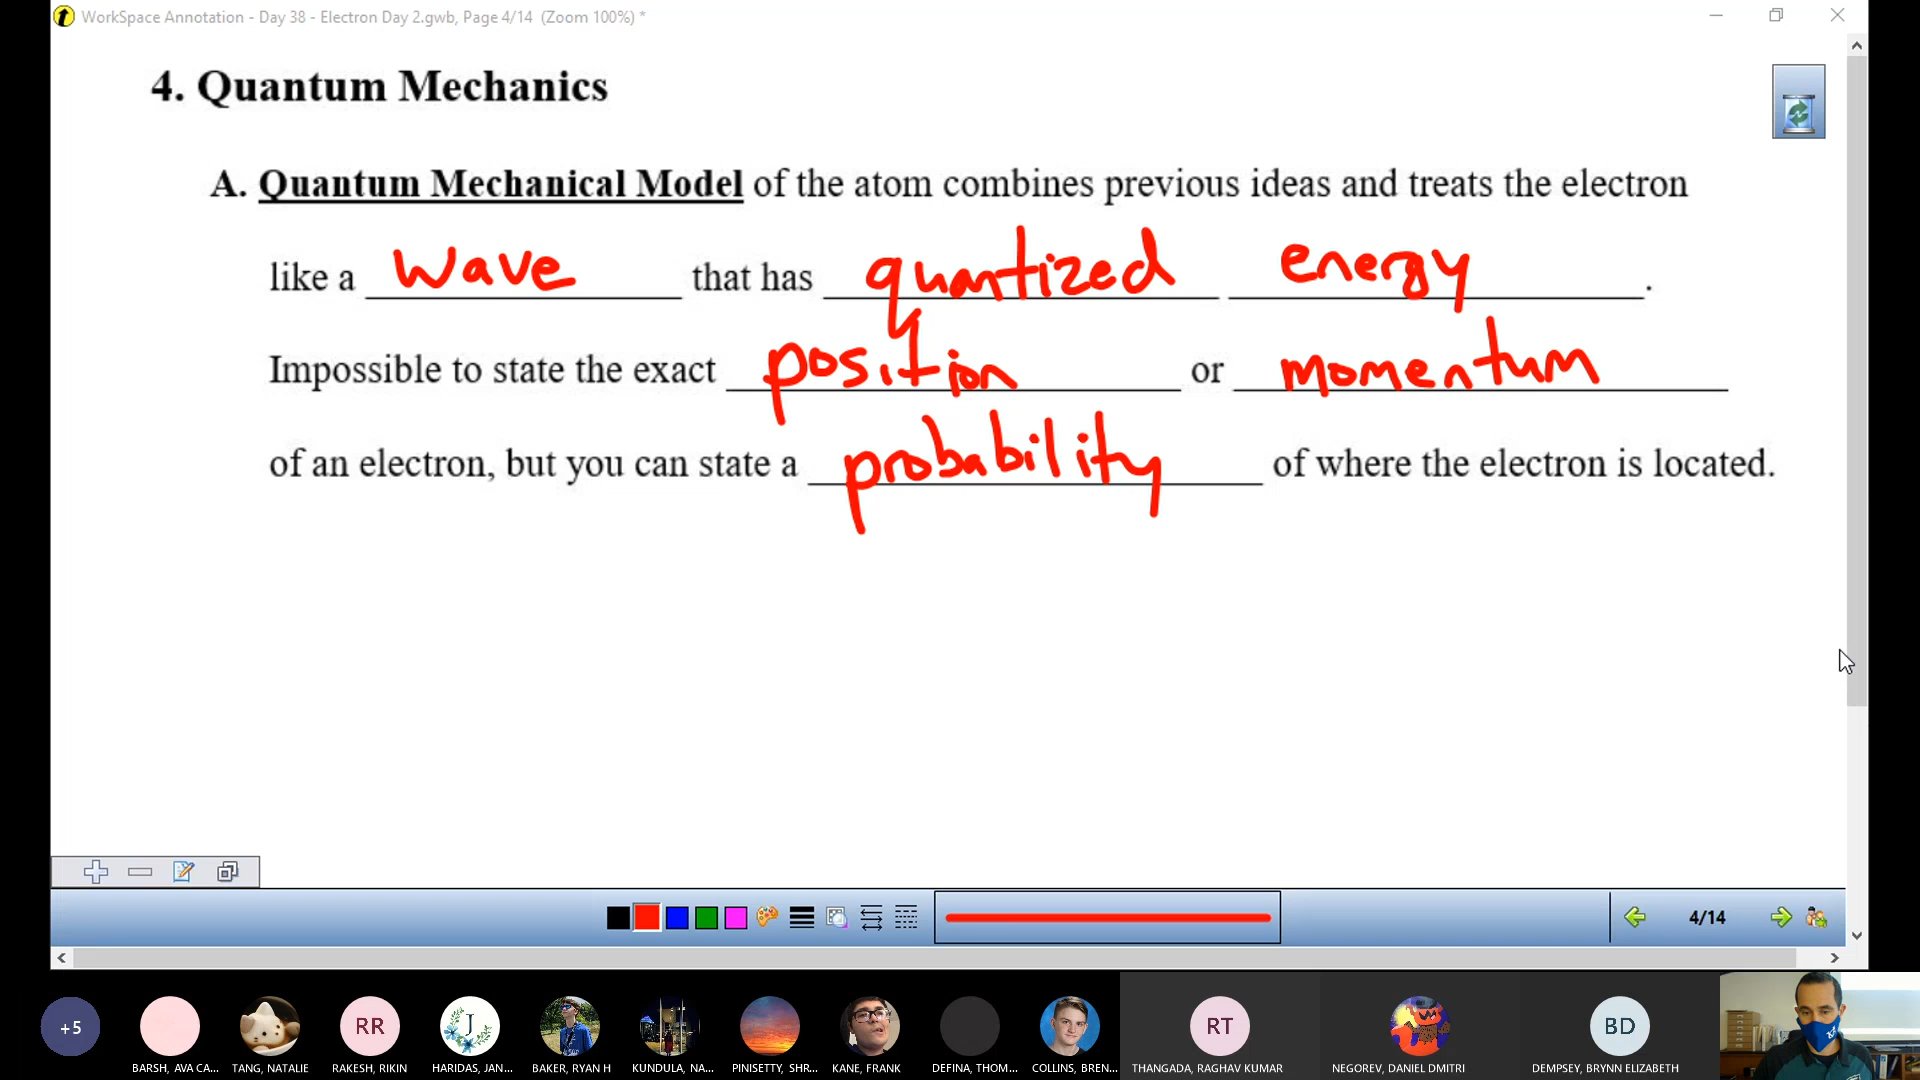 WorkSpace Annotation - Day 38 - Electron Day 2.gwb, Page 4/14 (Zoom 100%) *
4. Quantum Mechanics
A. Quantum Mechanical Model of the atom combines previous ideas and treats the electron
like a wave that has quantized energy.
Impossible to state the exact position or momentum
of an electron, but you can state a probability of where the electron is located.
4/14
+5
RR
J
RT
BD
BARSH, AVA CA...
TANG, NATALIE
RAKESH, RIKIN
HARIDAS, JAN...
BAKER, RYAN H
KUNDULA, NA...
PINISETTY, SHR...
KANE, FRANK
DEFINA, THOM...
COLLINS, BREN...
THANGADA, RAGHAV KUMAR
NEGOREV, DANIEL DMITRI
DEMPSEY, BRYNN ELIZABETH